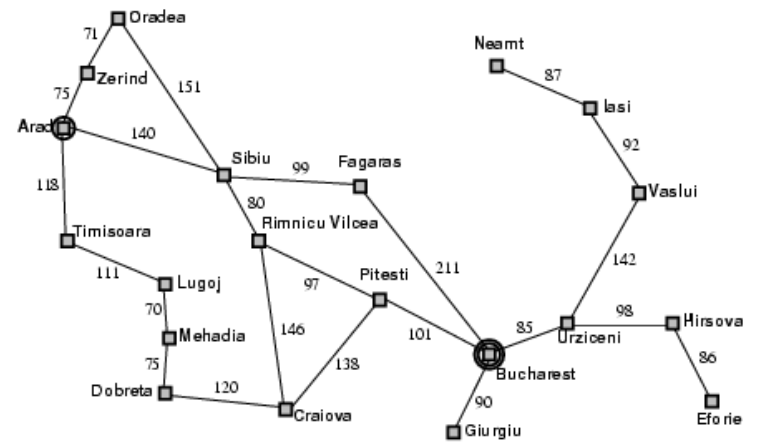 Oradea
71
Neamt
87
Zerind
75
151
Iasi
Arad
140
92
Sibiu
99
Fagaras
118
80
Vaslui
Timisoara
Rimnicu Vilcea
111
Lugoj
97
Pitesti
211
142
70
Mehadia
146
101
85
98
Hirsova
Urziceni
75
138
86
Dobreta
120
Bucharest
90
Craiova
Giurgiu
Eforie